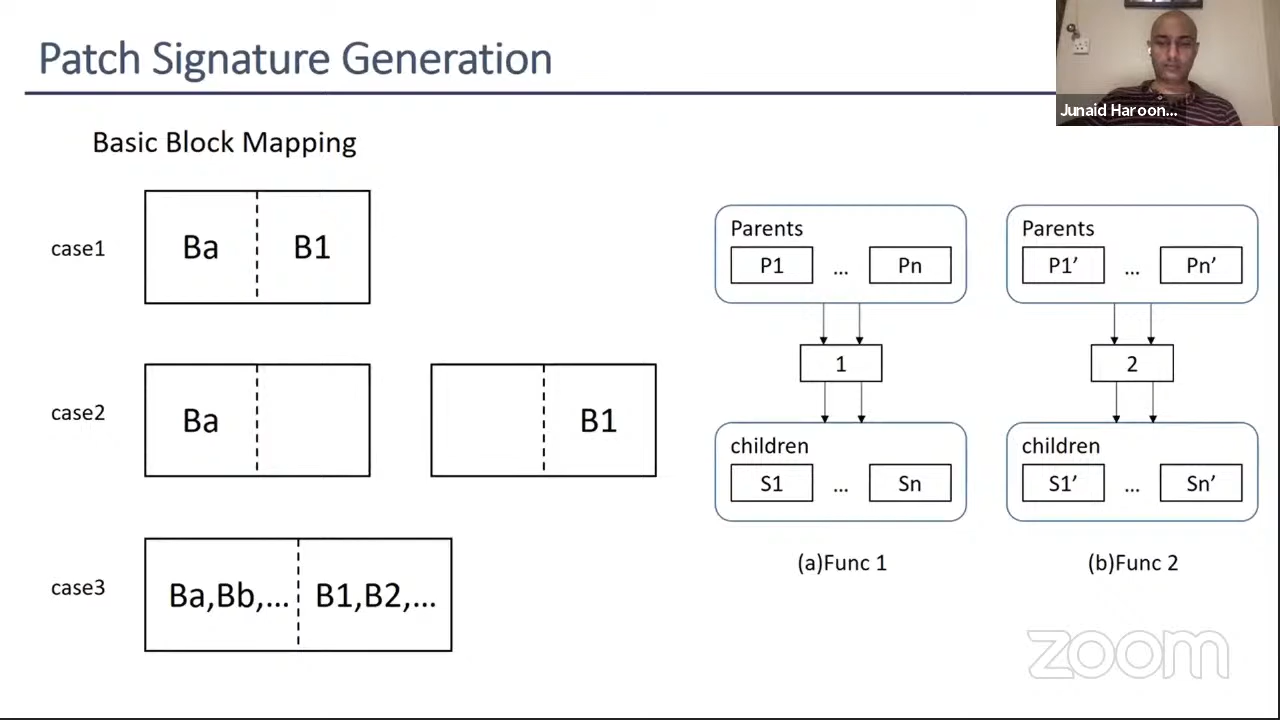 Patch Signature Generation
Junaid Haroon...
Basic Block Mapping
case1
Ba
B1
case2
Ba
B1
case3
Ba,Bb,...
B1,B2,...
Parents
P1
...
Pn
1
children
S1
...
Sn
(a)Func 1
Parents
P1’
...
Pn’
2
children
S1’
...
Sn’
(b)Func 2
zoom